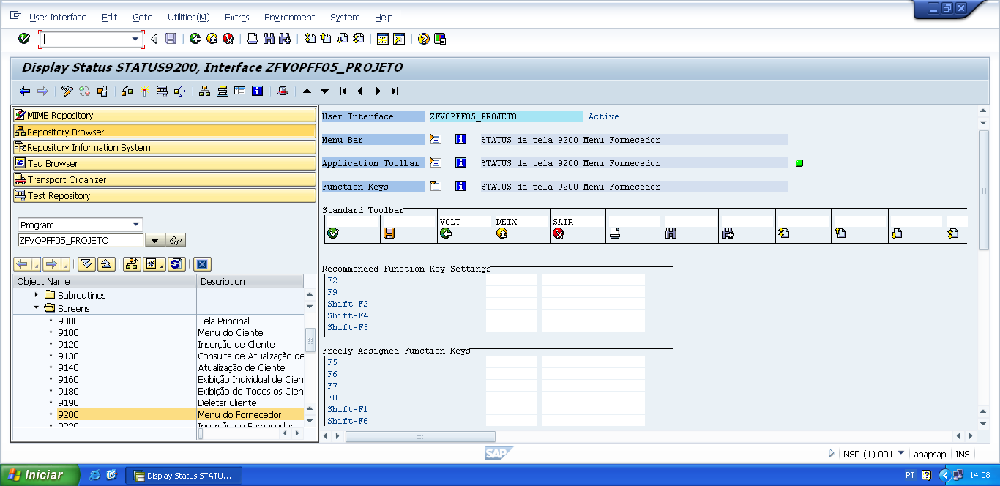 User Interface Edit Goto Utilities(M) Extras Environment System Help
Display Status STATUS9200, Interface ZFVOPFF05_PROJETO
MIME Repository
Repository Browser
Repository Information System
Tag Browser
Transport Organizer
Test Repository
Program
ZFVOPFF05_PROJETO
Object Name Description
Subroutines
Screens
9000 Tela Principal
9100 Menu do Cliente
9120 Inserção de Cliente
9130 Consulta de Atualização de
9140 Atualização de Cliente
9160 Exibição Individual de Clien
9180 Exibição de Todos os Clien
9190 Deletar Cliente
9200 Menu do Fornecedor
9220 Inserção de Fornecedor
User Interface ZFVOPFF05_PROJETO Active
Menu Bar STATUS da tela 9200 Menu Fornecedor
Application Toolbar STATUS da tela 9200 Menu Fornecedor
Function Keys STATUS da tela 9200 Menu Fornecedor
Standard Toolbar
VOLT DEIX SAIR
Recommended Function Key Settings
F2
F9
Shift-F2
Shift-F4
Shift-F5
Freely Assigned Function Keys
F5
F6
F7
F8
Shift-F1
Shift-F6
SAP
NSP (1) 001 abapsap INS
Iniciar Display Status STATU... PT 14:08